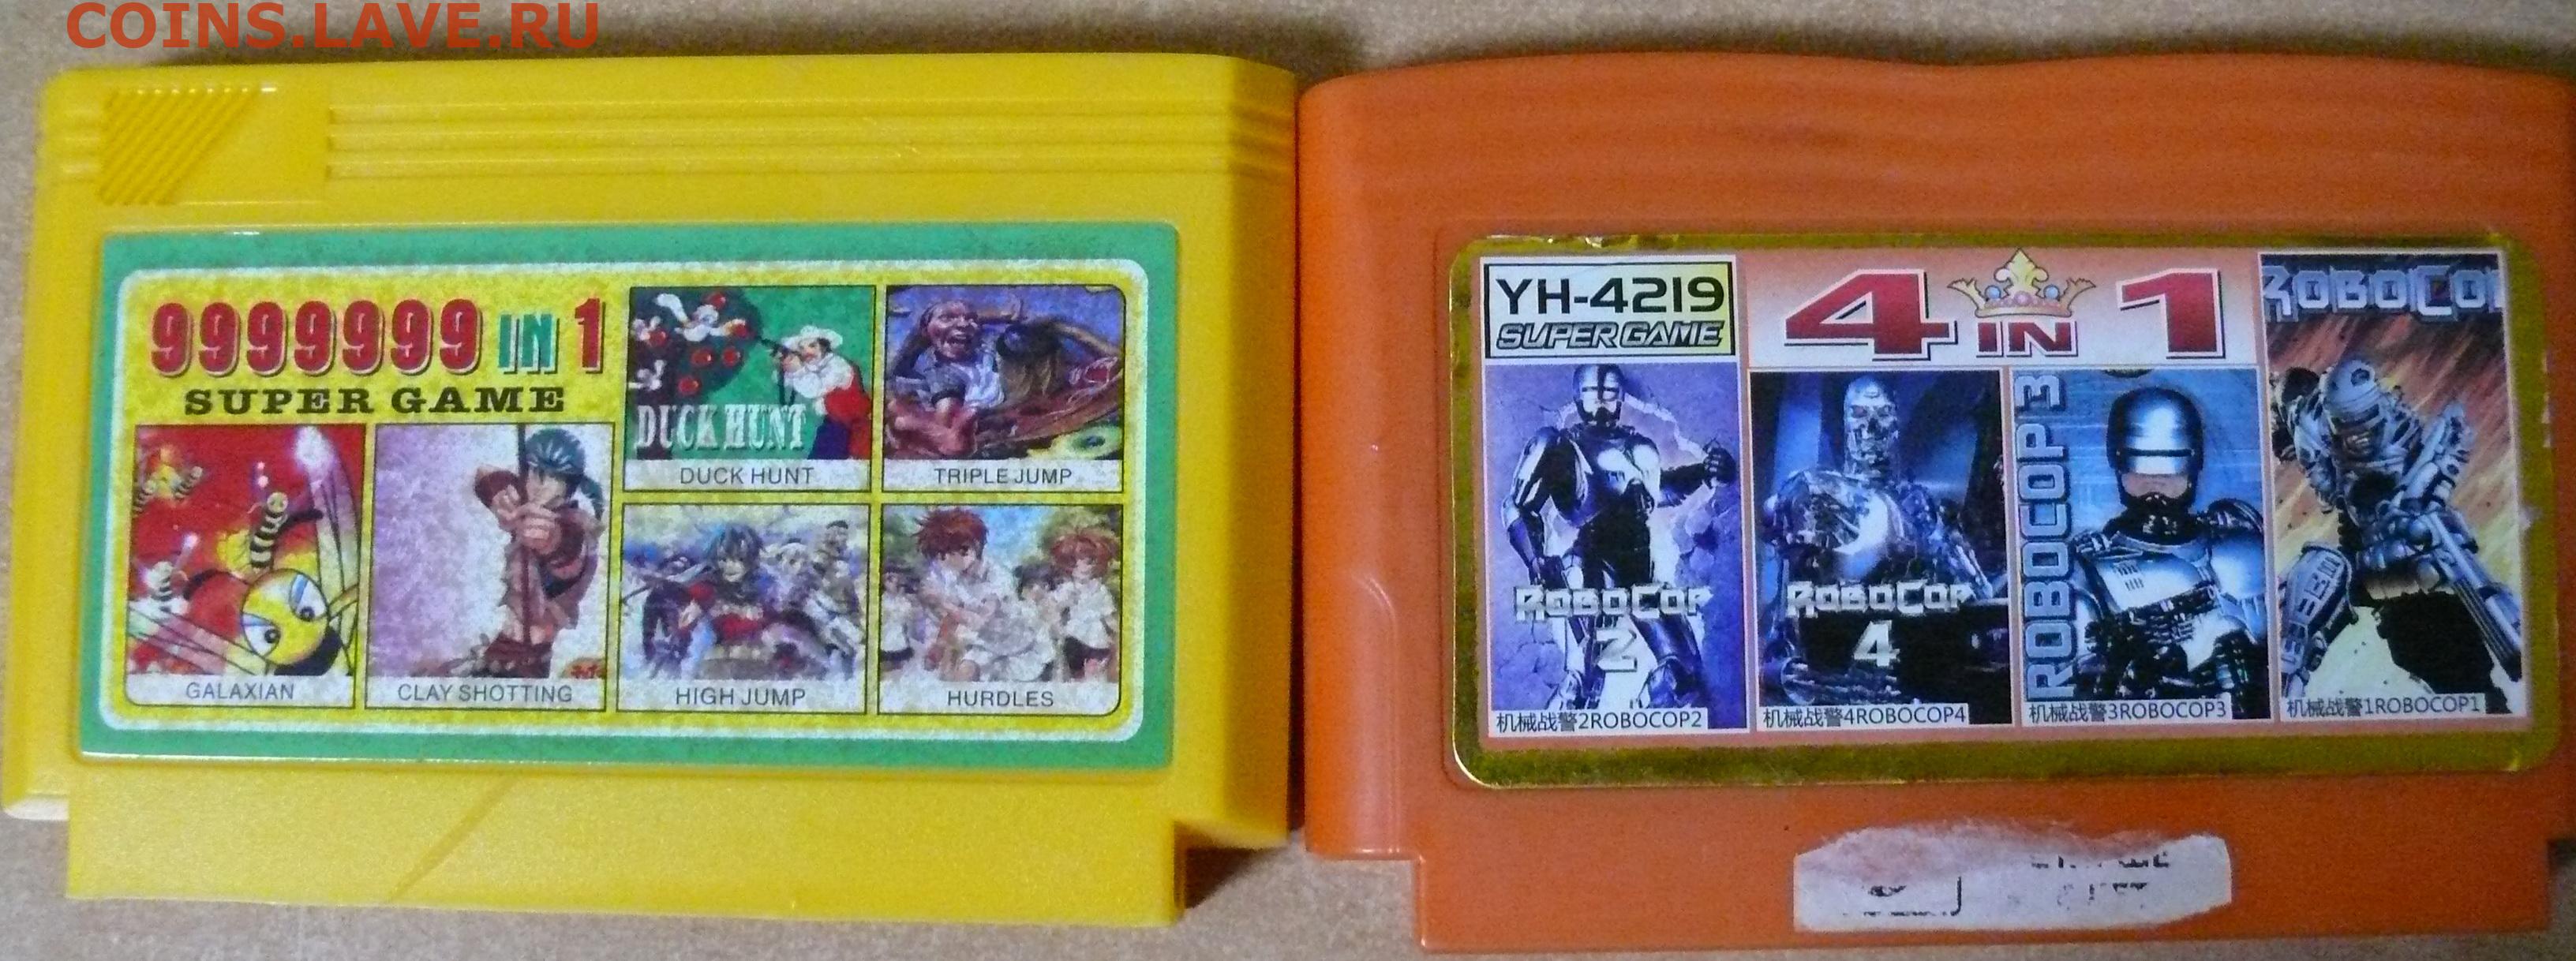 COINS.LAVE.RU
9999999 IN 1
SUPER GAME
DUCK HUNT
DUCK HUNT
TRIPLE JUMP
GALAXIAN
CLAY SHOTTING
HIGH JUMP
HURDLES
YH-4219
SUPER GAME
4 IN 1
ROBOCOP
ROBOCOP
2
机械战警2ROBOCOP2
ROBOCOP
4
机械战警4ROBOCOP4
ROBOCOP 3
机械战警3ROBOCOP3
机械战警1ROBOCOP1